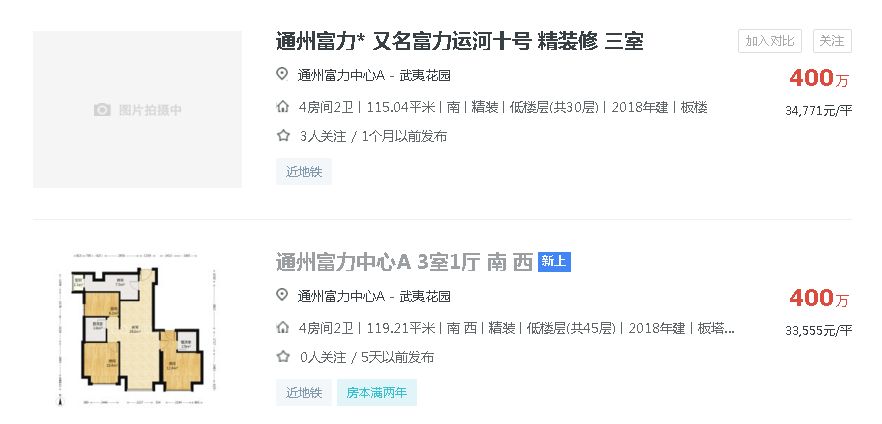 通州富力* 又名富力运河十号 精装修 三室
加入对比 关注
图片拍摄中
通州富力中心A - 武夷花园
400万
4房间2卫 | 115.04平米 | 南 | 精装 | 低楼层(共30层) | 2018年建 | 板楼
34,771元/平
3人关注 / 1个月以前发布
近地铁
通州富力中心A 3室1厅 南 西 新上
通州富力中心A - 武夷花园
400万
4房间2卫 | 119.21平米 | 南 西 | 精装 | 低楼层(共45层) | 2018年建 | 板塔...
33,555元/平
0人关注 / 5天以前发布
近地铁 房本满两年